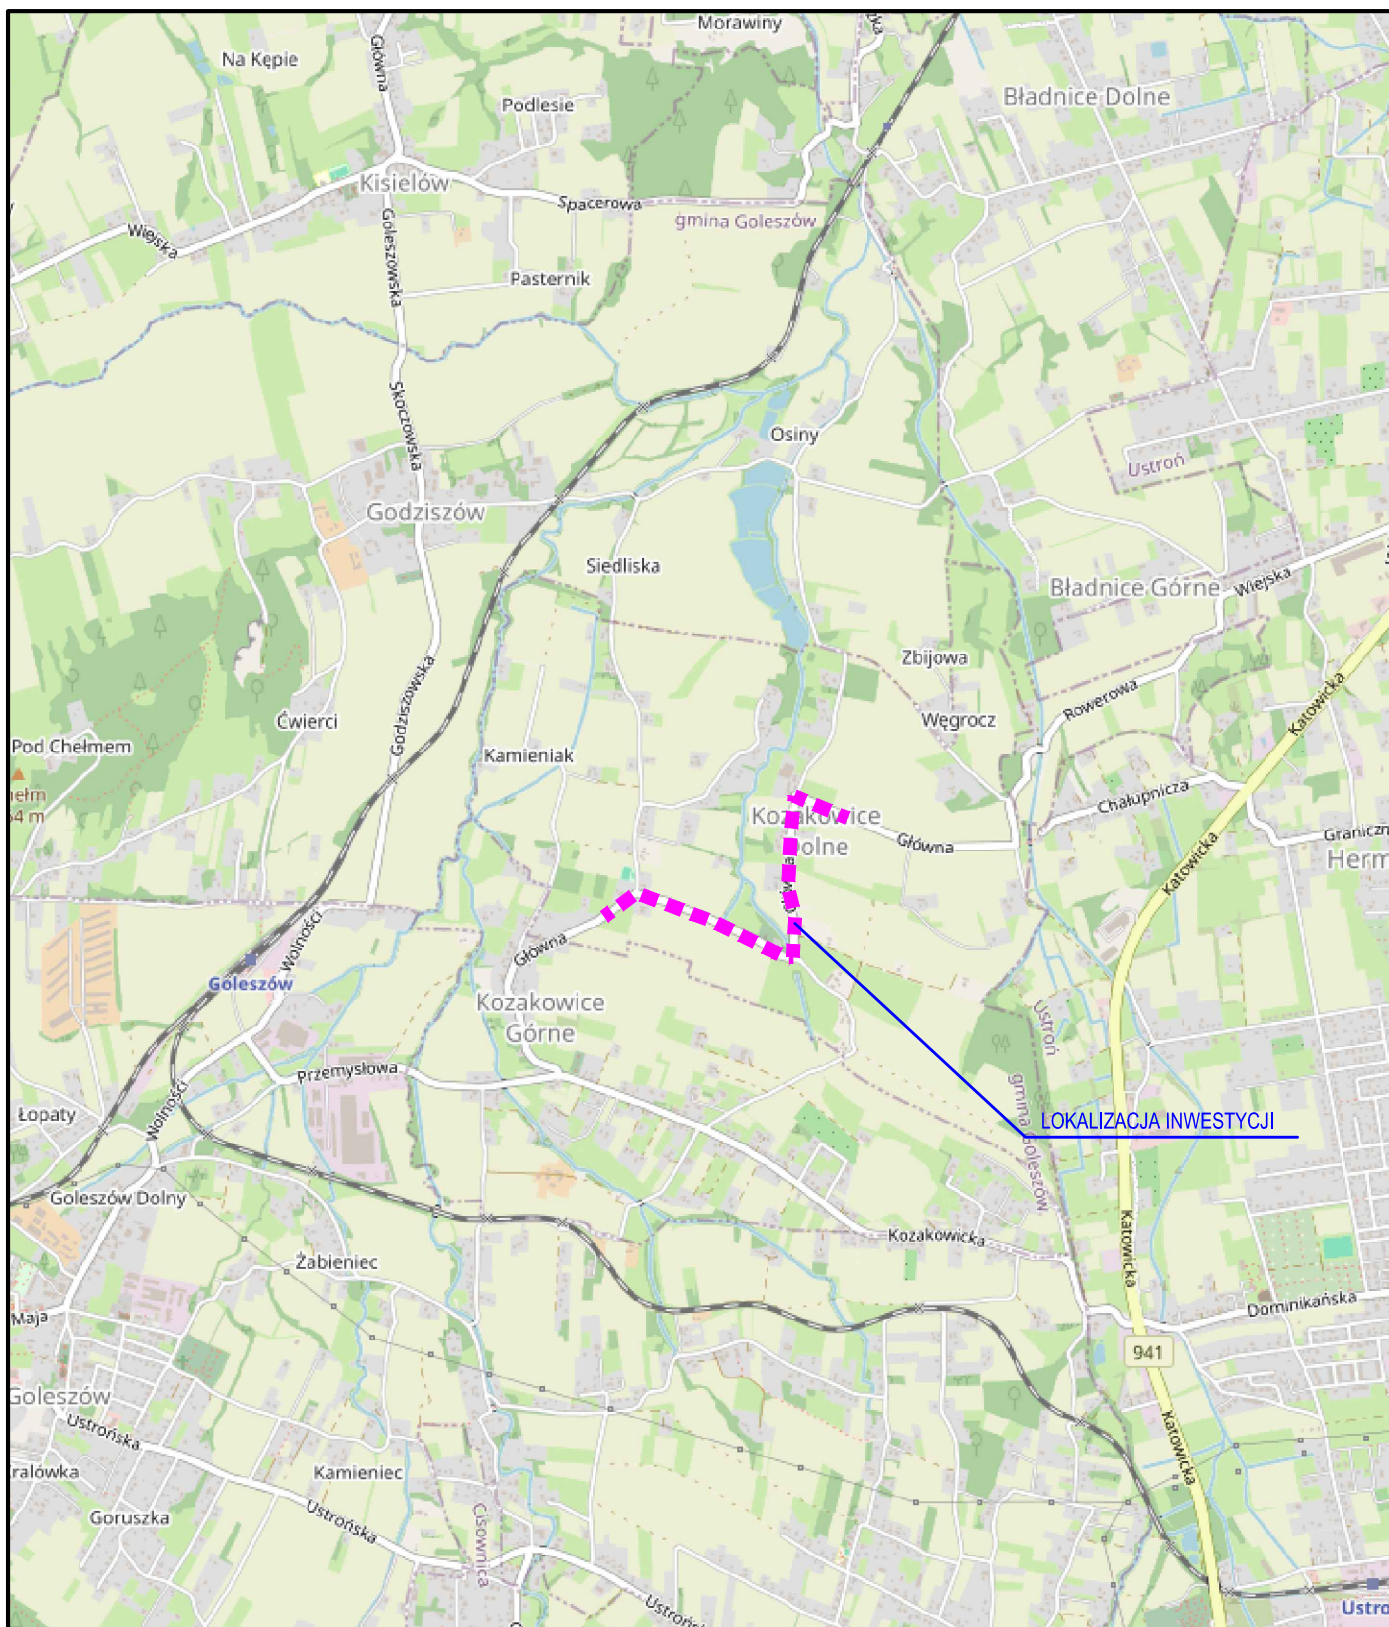 Morawiny
Na Kępie
Główna
Błądnice Dolne
Podlesie
Kisielów
Spacerowa
gmina Goleszów
Wiejska
Goleszowska
Pasternik
Skoczowska
Osiny
Ustroń
Godziszów
Siedliska
Bładnice Górne
Wiejska
Zbijowa
Godziszowska
Rowerowa
Katowicka
Ćwierci
Węgrocz
Pod Chełmem
Kamieniak
Chałupnicza
Kozakowice
Dolne
Główna
Katowicka
Wolności
Główna
Goleszów
Kozakowice
Górne
Ustroń
Przemysłowa
gmina Goleszów
Łopaty
Wolności
LOKALIZACJA INWESTYCJI
Goleszów Dolny
Kozakowicka
Katowicka
Żabieniec
Maja
Dominikańska
941
Goleszów
Ustrońska
Katowicka
Kamieniec
Goruszka
Ustrońska
Cisownica